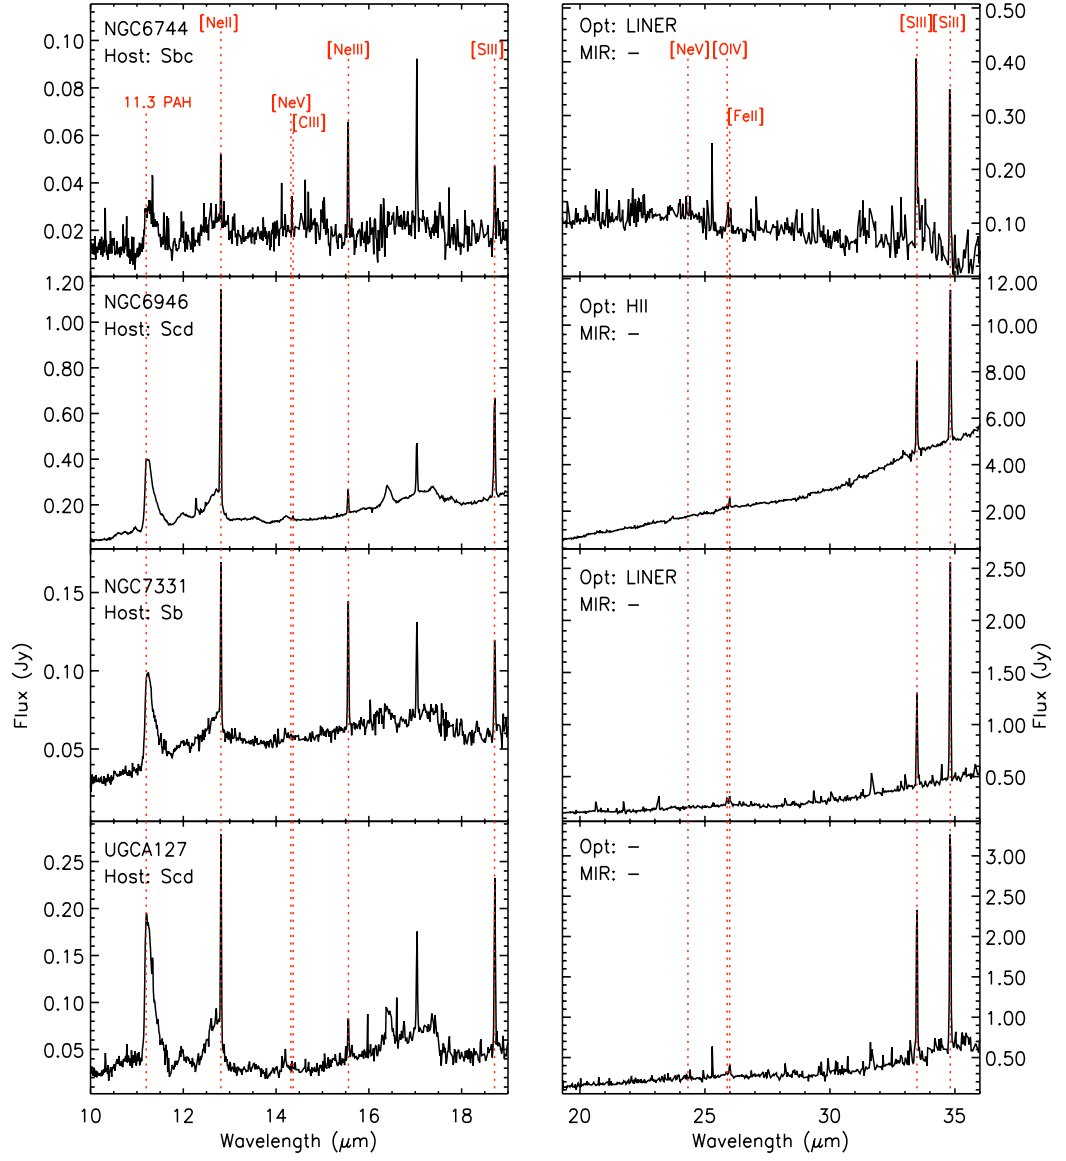 NGC6744
Host: Sbc
[NeII]
[NeIII]
[SIII]
11.3 PAH
[NeV]
[ClII]
0.10
0.08
0.06
0.04
0.02
Opt: LINER
MIR: –
[SIII]
[SiII]
[NeV]
[OIV]
[FeII]
0.50
0.40
0.30
0.20
0.10
NGC6946
Host: Scd
1.20
1.00
0.80
0.60
0.40
0.20
Opt: HII
MIR: –
12.00
10.00
8.00
6.00
4.00
2.00
NGC7331
Host: Sb
0.15
0.10
0.05
Flux (Jy)
Opt: LINER
MIR: –
2.50
2.00
1.50
1.00
0.50
Flux (Jy)
UGCA127
Host: Scd
0.25
0.20
0.15
0.10
0.05
10 12 14 16 18
Wavelength (μm)
Opt: –
MIR: –
3.00
2.50
2.00
1.50
1.00
0.50
20 25 30 35
Wavelength (μm)